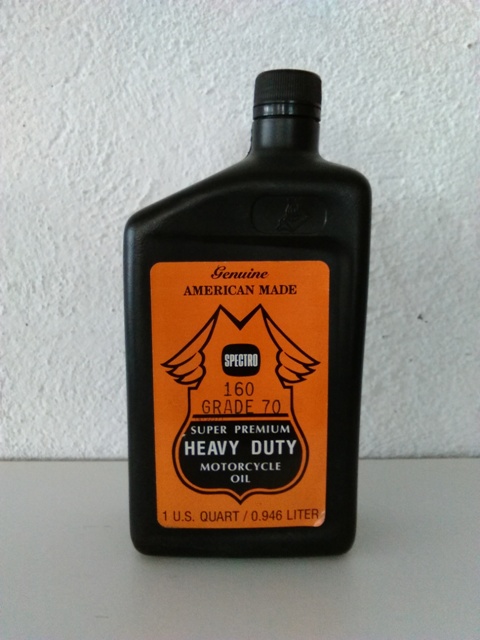 Genuine
AMERICAN MADE
SPECTRO
160
GRADE 70
SUPER PREMIUM
HEAVY DUTY
MOTORCYCLE
OIL
1 U.S. QUART / 0.946 LITER